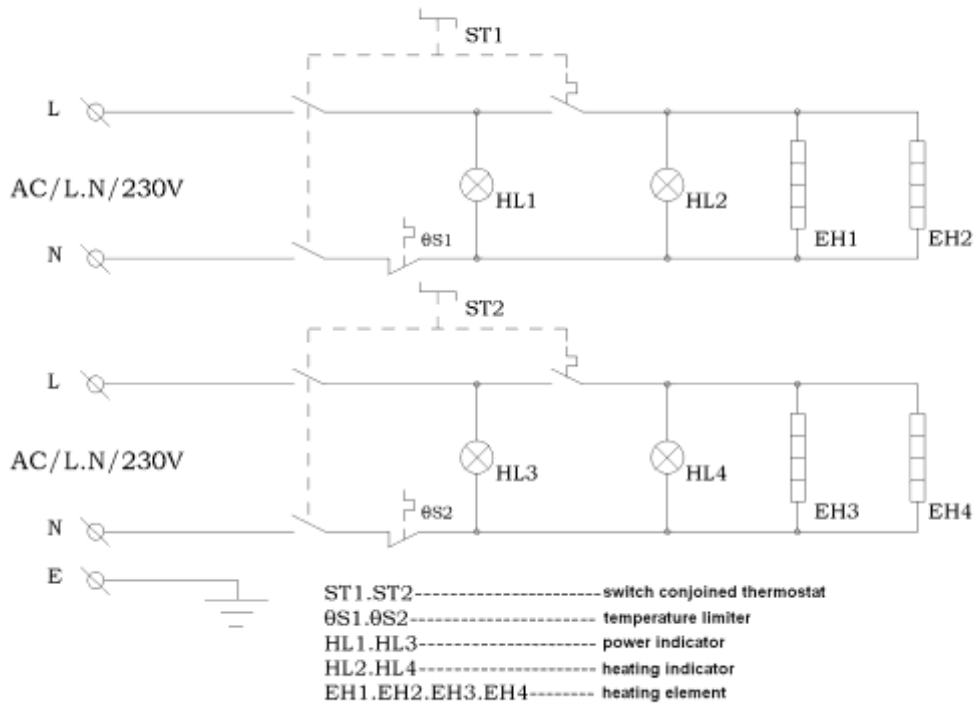 ST1
L
AC/L.N/230V
HL1
HL2
EH1
EH2
N
θS1
ST2
L
AC/L.N/230V
HL3
HL4
EH3
EH4
N
θS2
E
ST1.ST2------------------------switch conjoined thermostat
θS1.θS2------------------------temperature limiter
HL1.HL3-----------------------power indicator
HL2.HL4-----------------------heating indicator
EH1.EH2.EH3.EH4--------heating element